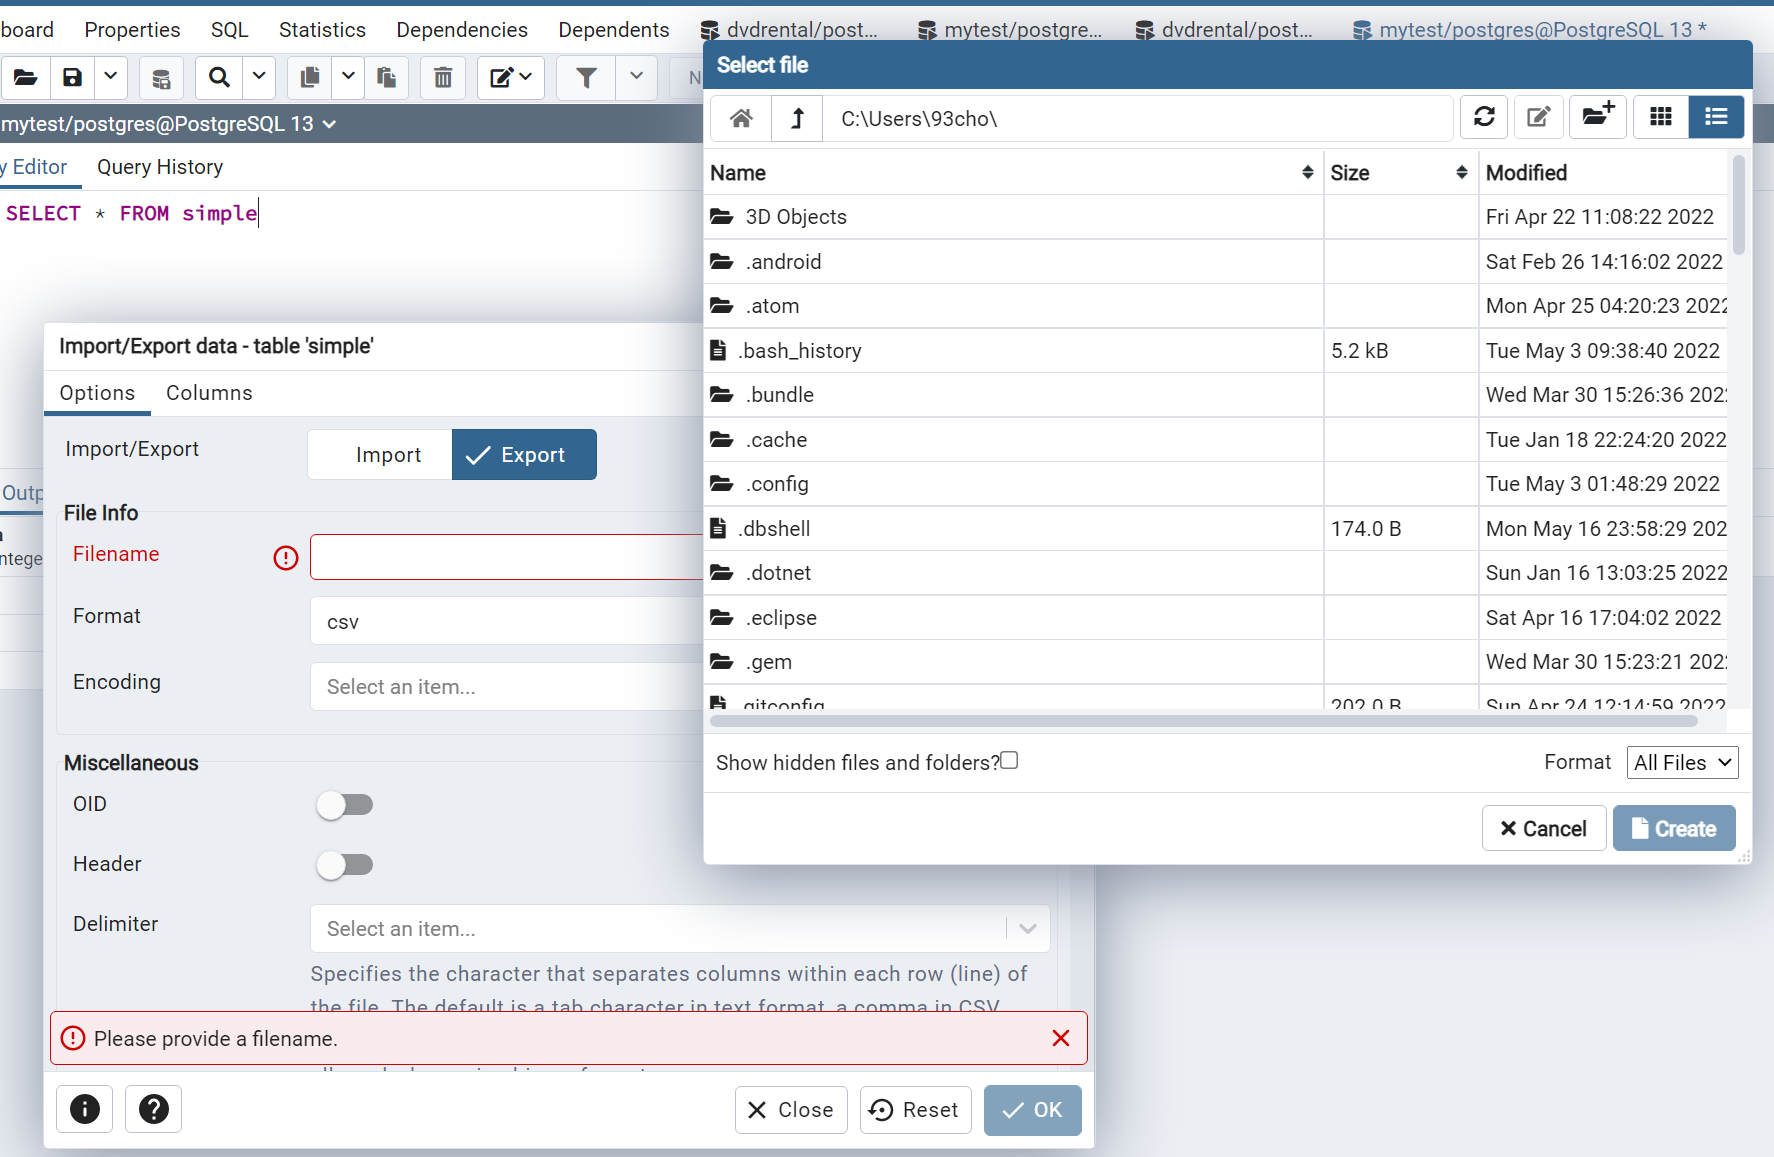 board Properties SQL Statistics Dependencies Dependents dvdrental/post... mytest/postgre... dvdrental/post... mytest/postgres@PostgreSQL 13 *
mytest/postgres@PostgreSQL 13
y Editor Query History
SELECT * FROM simple
Outp
ntege
Import/Export data - table 'simple'
Options Columns
Import/Export Import Export
File Info
Filename
Format csv
Encoding Select an item...
Miscellaneous
OID
Header
Delimiter Select an item...
Specifies the character that separates columns within each row (line) of
the file. The default is a tab character in text format, a comma in CSV
Please provide a filename.
Close Reset OK
Select file
C:\Users\93cho\
Name Size Modified
3D Objects Fri Apr 22 11:08:22 2022
.android Sat Feb 26 14:16:02 2022
.atom Mon Apr 25 04:20:23 2022
.bash_history 5.2 kB Tue May 3 09:38:40 2022
.bundle Wed Mar 30 15:26:36 202
.cache Tue Jan 18 22:24:20 2022
.config Tue May 3 01:48:29 2022
.dbshell 174.0 B Mon May 16 23:58:29 202
.dotnet Sun Jan 16 13:03:25 2022
.eclipse Sat Apr 16 17:04:02 2022
.gem Wed Mar 30 15:23:21 202
.gitconfig 202.0 B Sun Apr 24 12:14:59 2022
Show hidden files and folders? Format All Files
Cancel Create